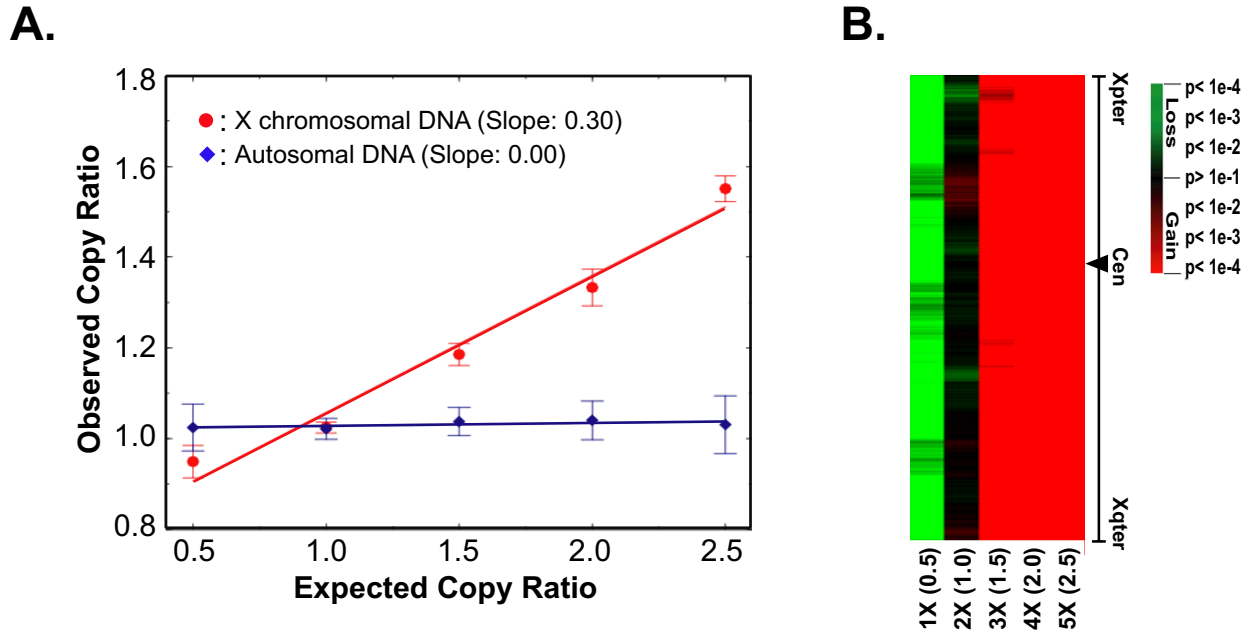 A.
1.8
1.6
1.4
1.2
1.0
0.8
Observed Copy Ratio
: X chromosomal DNA (Slope: 0.30)
: Autosomal DNA (Slope: 0.00)
0.5 1.0 1.5 2.0 2.5
Expected Copy Ratio
B.
Xpter
Cen
Xqter
Loss
Gain
p< 1e-4
p< 1e-3
p< 1e-2
p> 1e-1
p< 1e-2
p< 1e-3
p< 1e-4
1X (0.5)
2X (1.0)
3X (1.5)
4X (2.0)
5X (2.5)